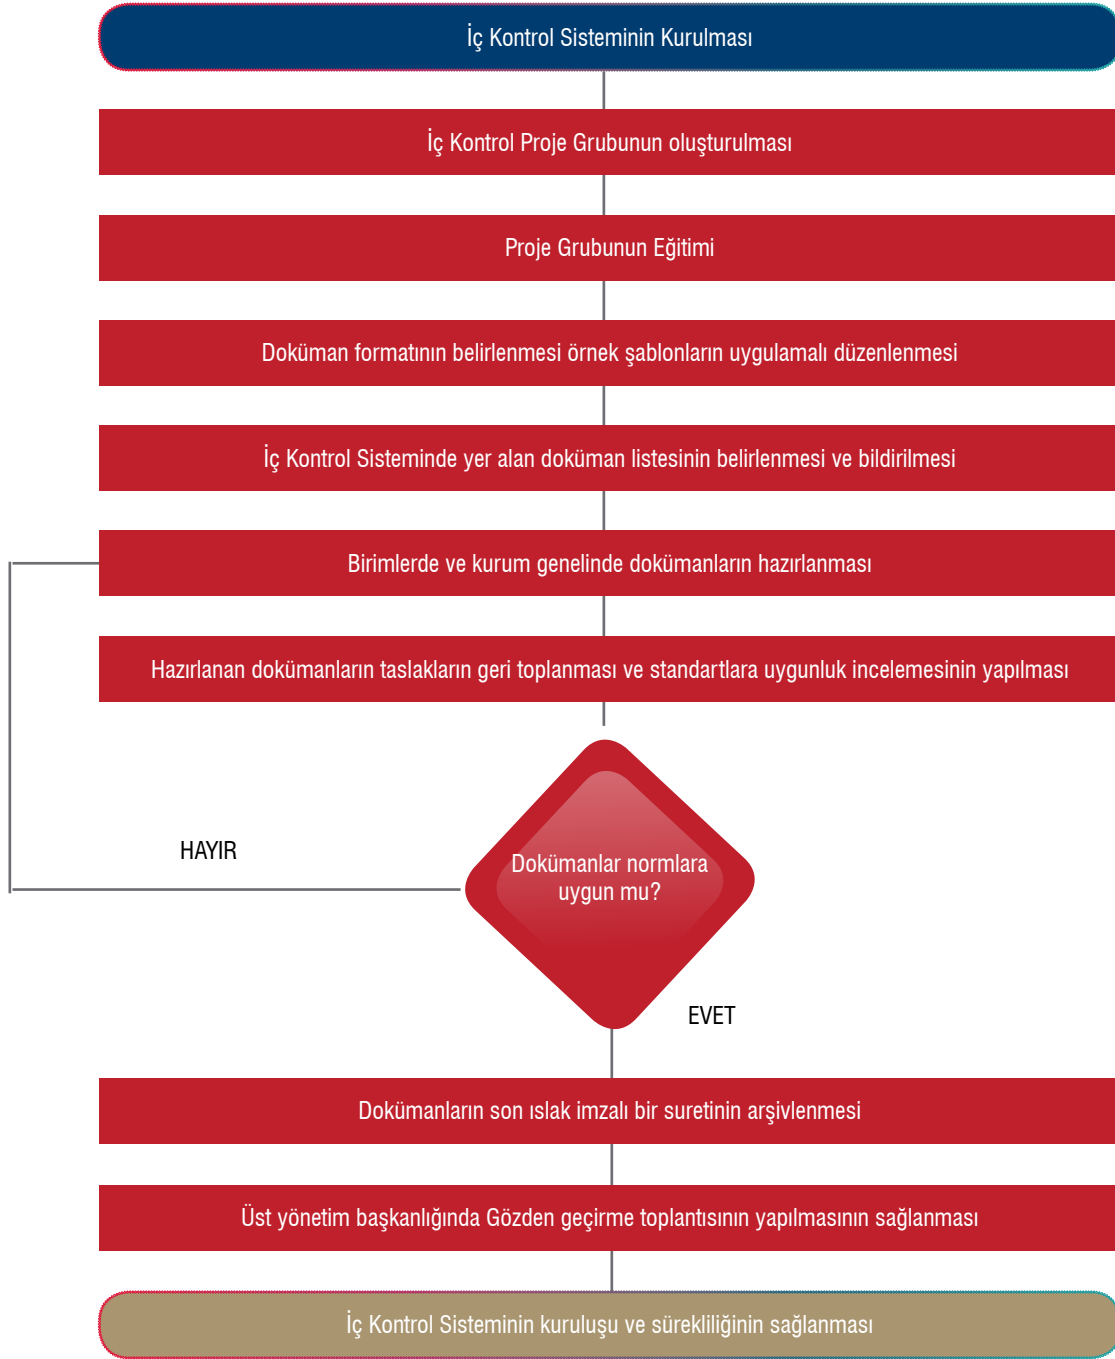 İç Kontrol Sisteminin Kurulması
İç Kontrol Proje Grubunun oluşturulması
Proje Grubunun Eğitimi
Doküman formatının belirlenmesi örnek şablonların uygulamalı düzenlenmesi
İç Kontrol Sisteminde yer alan doküman listesinin belirlenmesi ve bildirilmesi
Birimlerde ve kurum genelinde dokümanların hazırlanması
Hazırlanan dokümanların taslakların geri toplanması ve standartlara uygunluk incelemesinin yapılması
HAYIR
Dokümanlar normlara
uygun mu?
EVET
Dokümanların son ıslak imzalı bir suretinin arşivlenmesi
Üst yönetim başkanlığında Gözden geçirme toplantısının yapılmasının sağlanması
İç Kontrol Sisteminin kuruluşu ve sürekliliğinin sağlanması